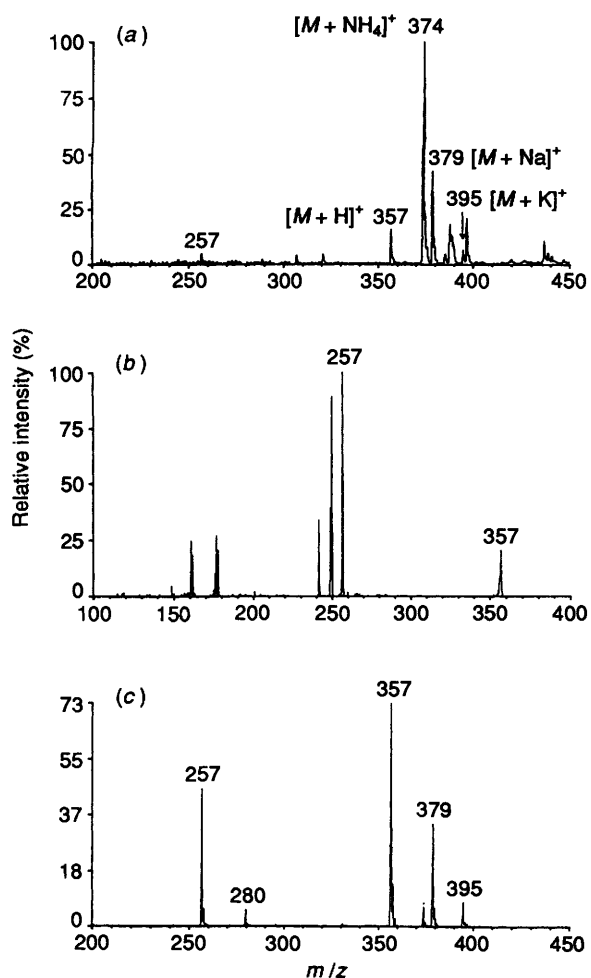 (a)
[M + NH₄]⁺ 374
379 [M + Na]⁺
395 [M + K]⁺
[M + H]⁺ 357
257
100
75
50
25
0
200 250 300 350 400 450
Relative intensity (%)
(b)
257
357
100
75
50
25
0
100 150 200 250 300 350 400
(c)
357
257
379
280
395
73
55
37
18
0
200 250 300 350 400 450
m/z